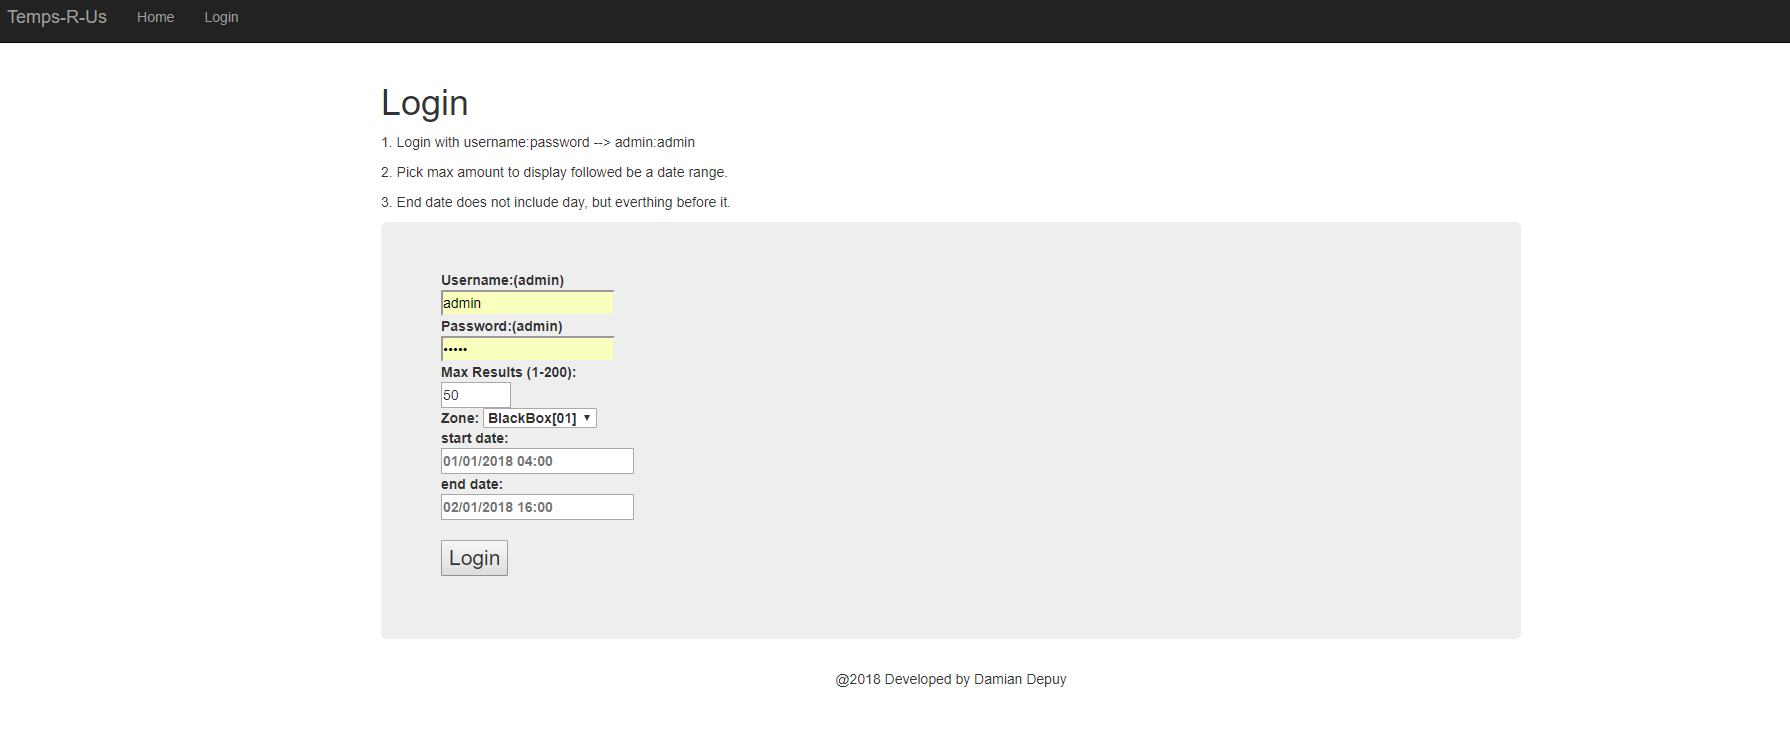 Temps-R-Us Home Login
Login
1. Login with username:password --> admin:admin
2. Pick max amount to display followed be a date range.
3. End date does not include day, but everthing before it.
Username:(admin)
admin
Password:(admin)
•••••
Max Results (1-200):
50
Zone: BlackBox[01]
start date:
01/01/2018 04:00
end date:
02/01/2018 16:00
Login
@2018 Developed by Damian Depuy